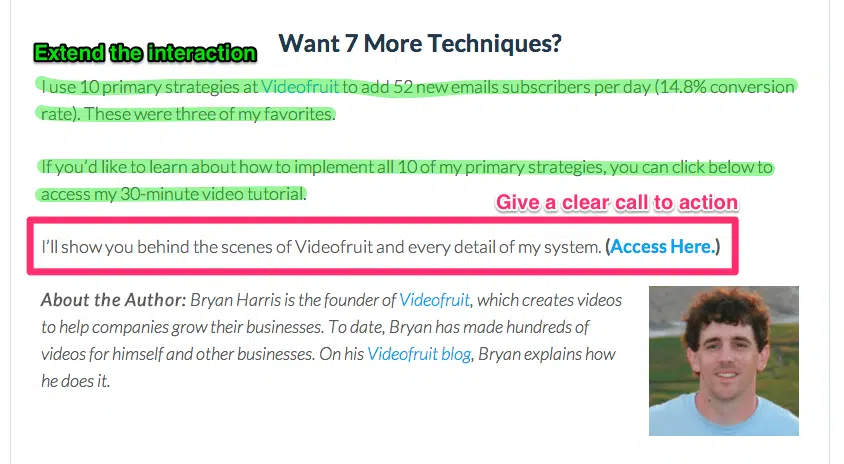 Want 7 More Techniques?
Extend the interaction
I use 10 primary strategies at Videofruit to add 52 new emails subscribers per day (14.8% conversion
rate). These were three of my favorites.
If you'd like to learn about how to implement all 10 of my primary strategies, you can click below to
access my 30-minute video tutorial.
Give a clear call to action
I'll show you behind the scenes of Videofruit and every detail of my system. (Access Here.)
About the Author: Bryan Harris is the founder of Videofruit, which creates videos
to help companies grow their businesses. To date, Bryan has made hundreds of
videos for himself and other businesses. On his Videofruit blog, Bryan explains how
he does it.